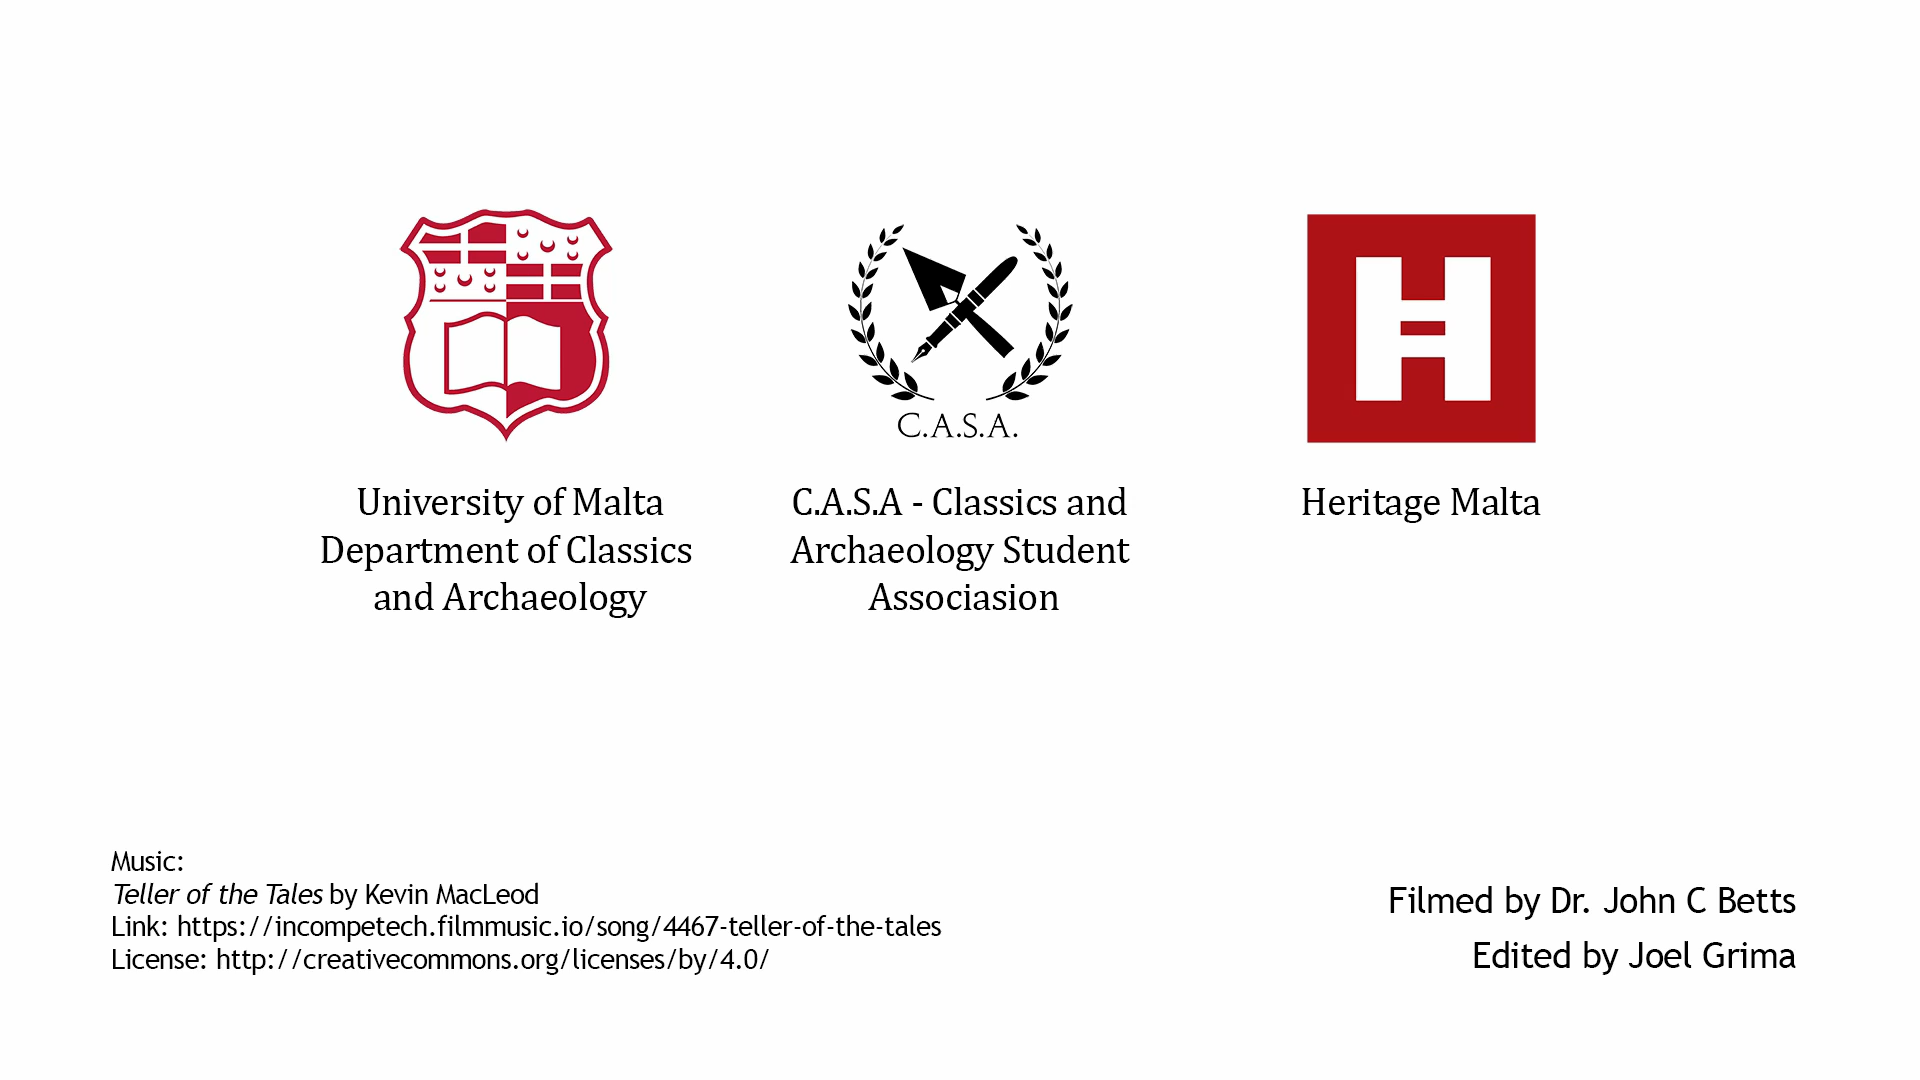 C.A.S.A.
University of Malta
Department of Classics
and Archaeology
C.A.S.A - Classics and
Archaeology Student
Associasion
Heritage Malta
Music:
Teller of the Tales by Kevin MacLeod
Link: https://incompetech.filmmusic.io/song/4467-teller-of-the-tales
License: http://creativecommons.org/licenses/by/4.0/
Filmed by Dr. John C Betts
Edited by Joel Grima